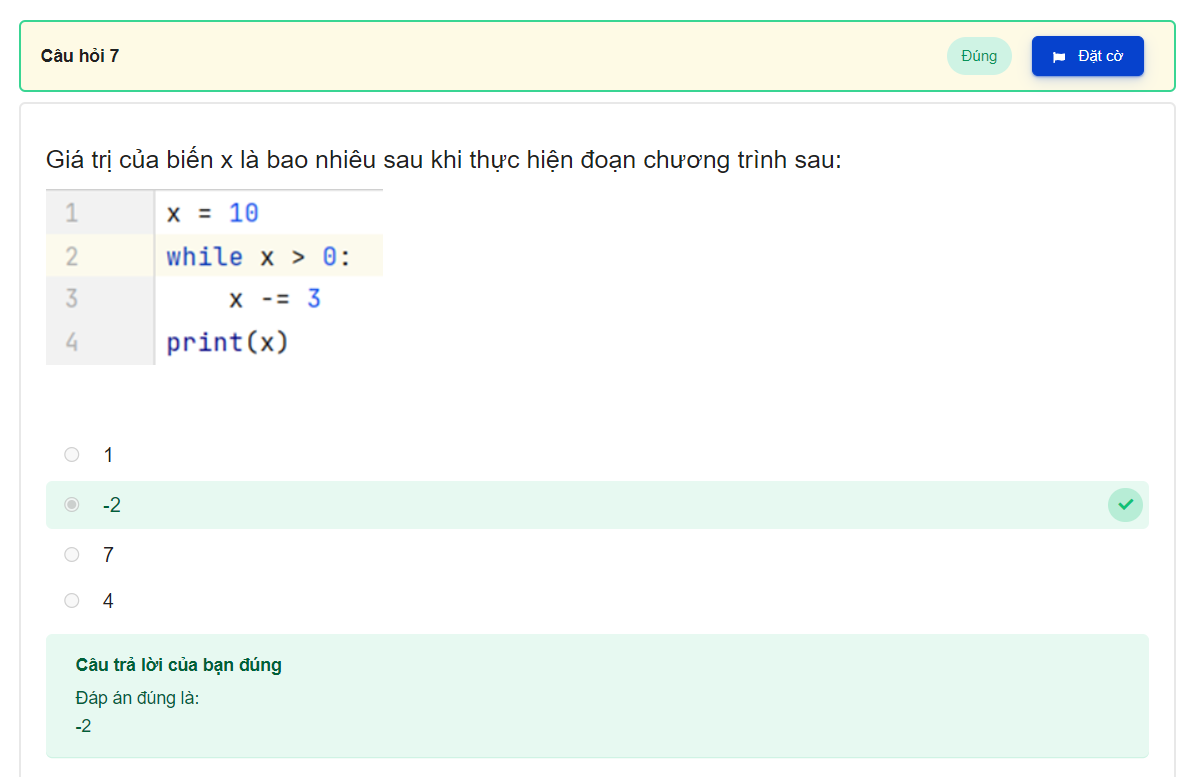 Câu hỏi 7
Đúng
Đặt cờ
Giá trị của biến x là bao nhiêu sau khi thực hiện đoạn chương trình sau:
1 x = 10
2 while x > 0:
3     x -= 3
4 print(x)
1
-2
7
4
Câu trả lời của bạn đúng
Đáp án đúng là:
-2